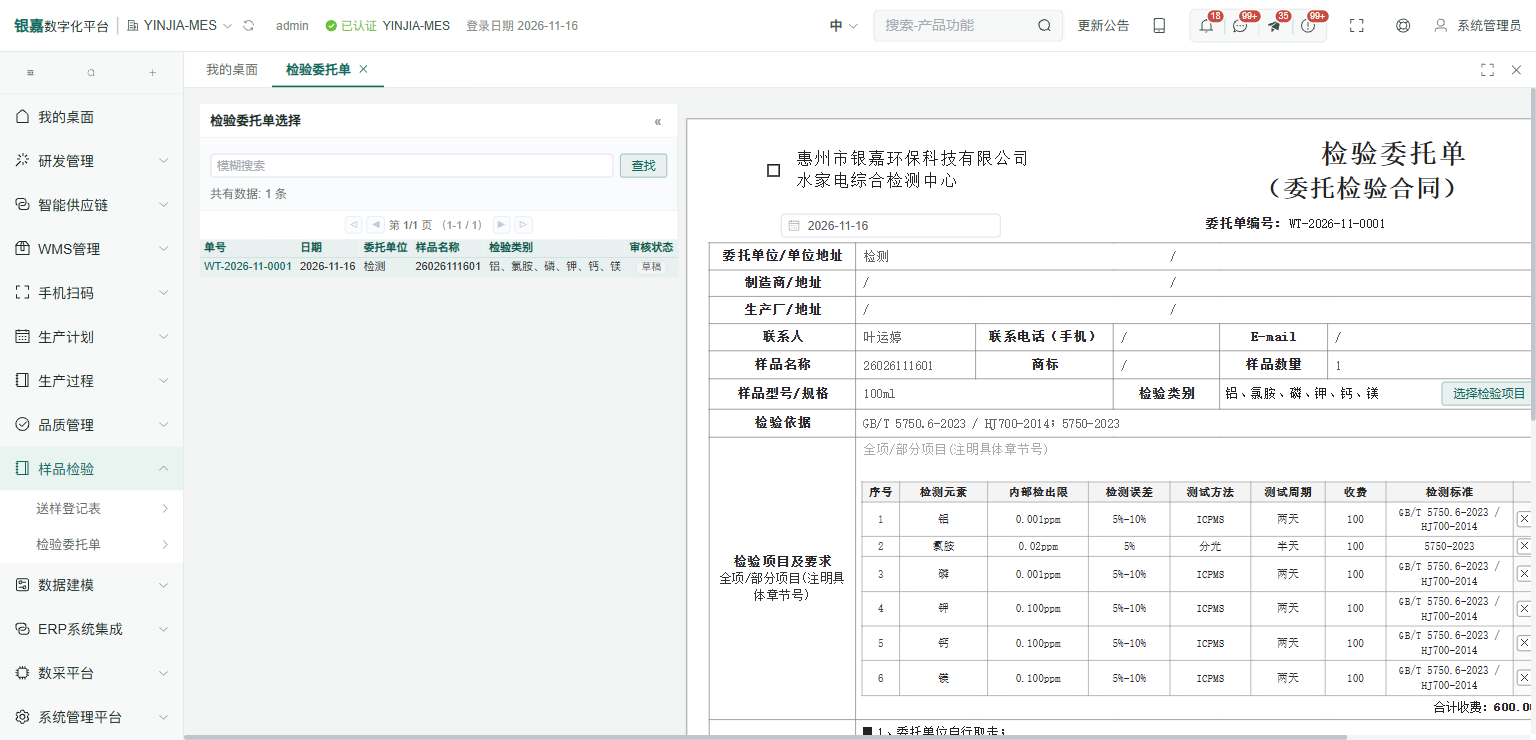 银嘉数字化平台 YINJIA-MES admin 已认证 YINJIA-MES 登录日期 2026-11-16 中 搜索-产品功能 更新公告 18 99+ 35 99+ 系统管理员
我的桌面 检验委托单
我的桌面
研发管理
智能供应链
WMS管理
手机扫码
生产计划
生产过程
品质管理
样品检验
送样登记表
检验委托单
数据建模
ERP系统集成
数采平台
系统管理平台
检验委托单选择 «
模糊搜索 查找
共有数据: 1 条
第 1/1 页 (1-1 / 1)
单号 日期 委托单位 样品名称 检验类别 审核状态
WT-2026-11-0001 2026-11-16 检测 26026111601 铝、氯胺、磷、钾、钙、镁 草稿
惠州市银嘉环保科技有限公司
水家电综合检测中心
检验委托单
(委托检验合同)
2026-11-16 委托单编号: WT-2026-11-0001
委托单位/单位地址 检测 /
制造商/地址 / /
生产厂/地址 / /
联系人 叶运婷 联系电话(手机) / E-mail /
样品名称 26026111601 商标 / 样品数量 1
样品型号/规格 100ml 检验类别 铝、氯胺、磷、钾、钙、镁 选择检验项目
检验依据 GB/T 5750.6-2023 / HJ700-2014; 5750-2023
检验项目及要求
全项/部分项目(注明具
体章节号)
全项/部分项目(注明具体章节号)
序号 检测元素 内部检出限 检测误差 测试方法 测试周期 收费 检测标准
1 铝 0.001ppm 5%-10% ICPMS 两天 100 GB/T 5750.6-2023 /
HJ700-2014
2 氯胺 0.02ppm 5% 分光 半天 100 5750-2023
3 磷 0.001ppm 5%-10% ICPMS 两天 100 GB/T 5750.6-2023 /
HJ700-2014
4 钾 0.100ppm 5%-10% ICPMS 两天 100 GB/T 5750.6-2023 /
HJ700-2014
5 钙 0.100ppm 5%-10% ICPMS 两天 100 GB/T 5750.6-2023 /
HJ700-2014
6 镁 0.100ppm 5%-10% ICPMS 两天 100 GB/T 5750.6-2023 /
HJ700-2014
合计收费: 600.0
1、委托单位自行取走;